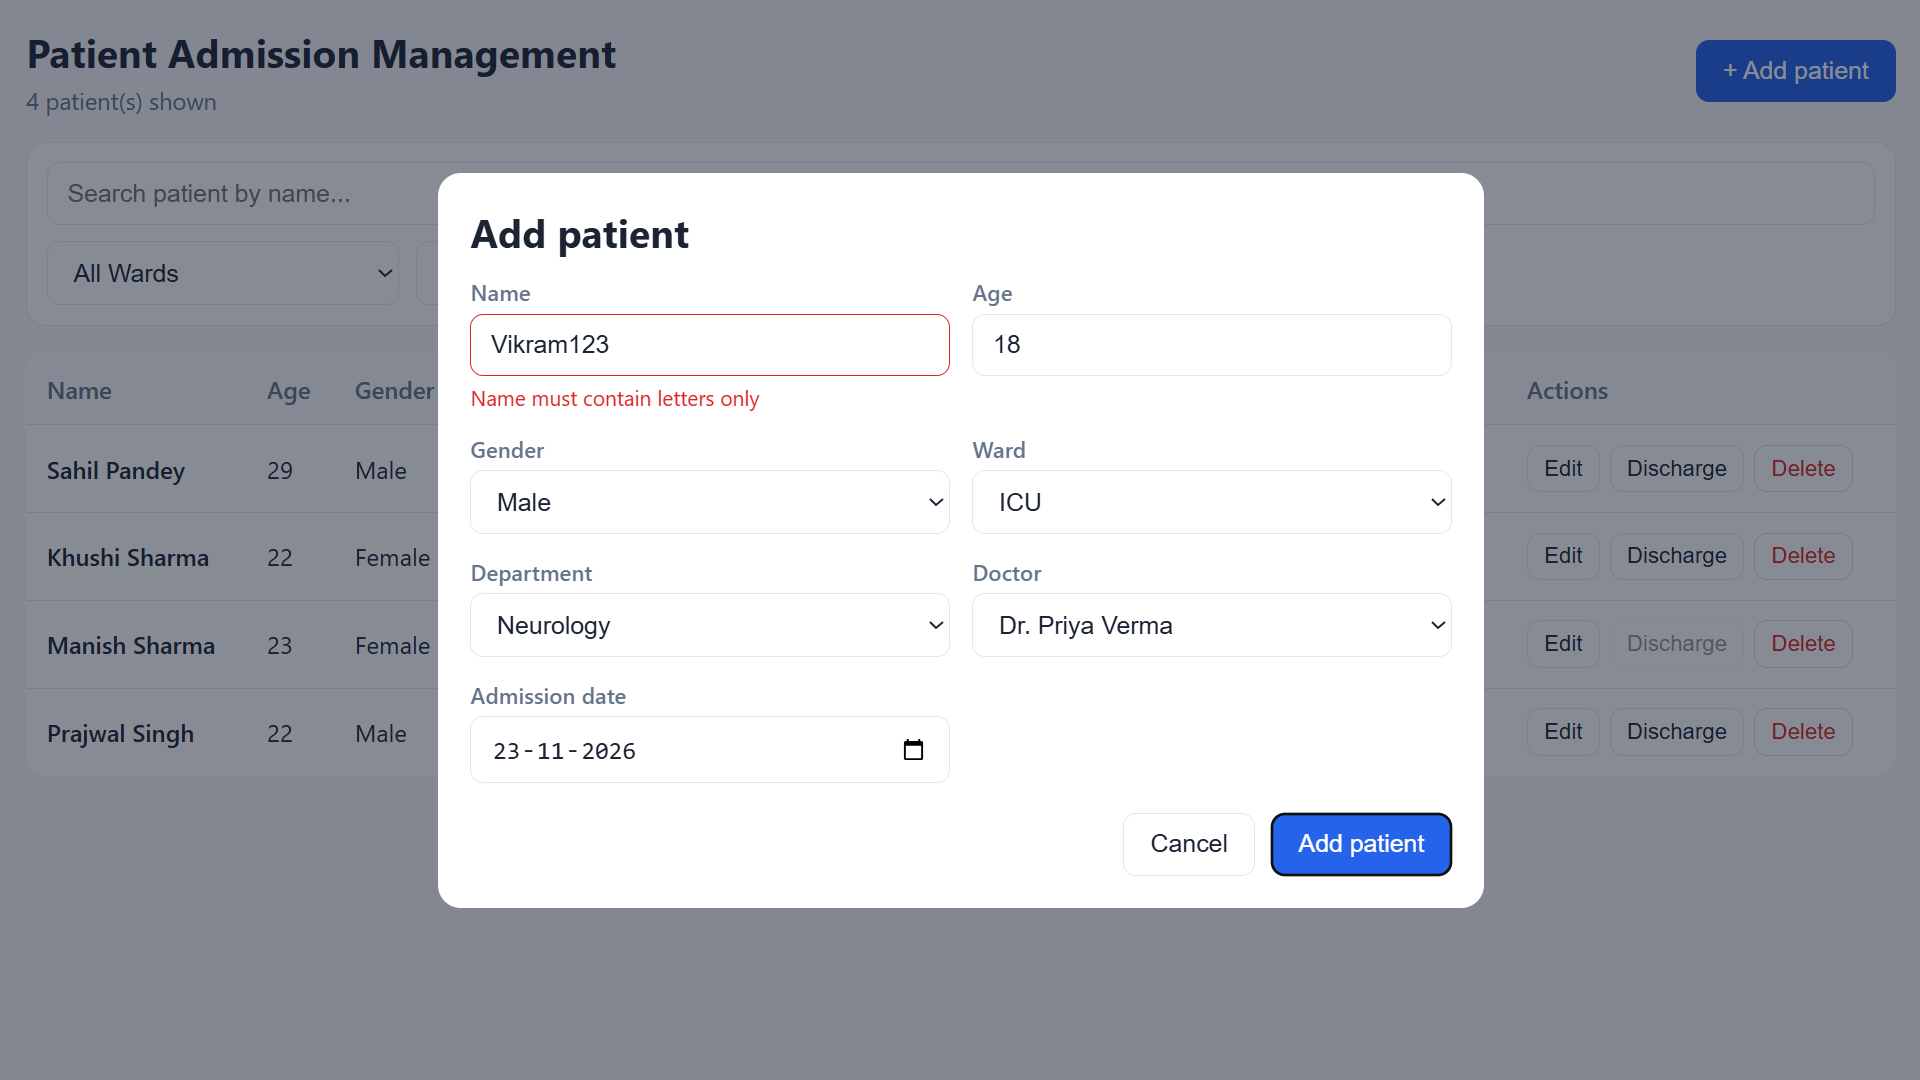 Patient Admission Management
4 patient(s) shown
+ Add patient
Search patient by name...
All Wards
Add patient
Name Age
Vikram123 18
Name must contain letters only
Gender Ward
Male ICU
Department Doctor
Neurology Dr. Priya Verma
Admission date
23-11-2026
Cancel Add patient
Name Age Gender Actions
Sahil Pandey 29 Male Edit Discharge Delete
Khushi Sharma 22 Female Edit Discharge Delete
Manish Sharma 23 Female Edit Discharge Delete
Prajwal Singh 22 Male Edit Discharge Delete